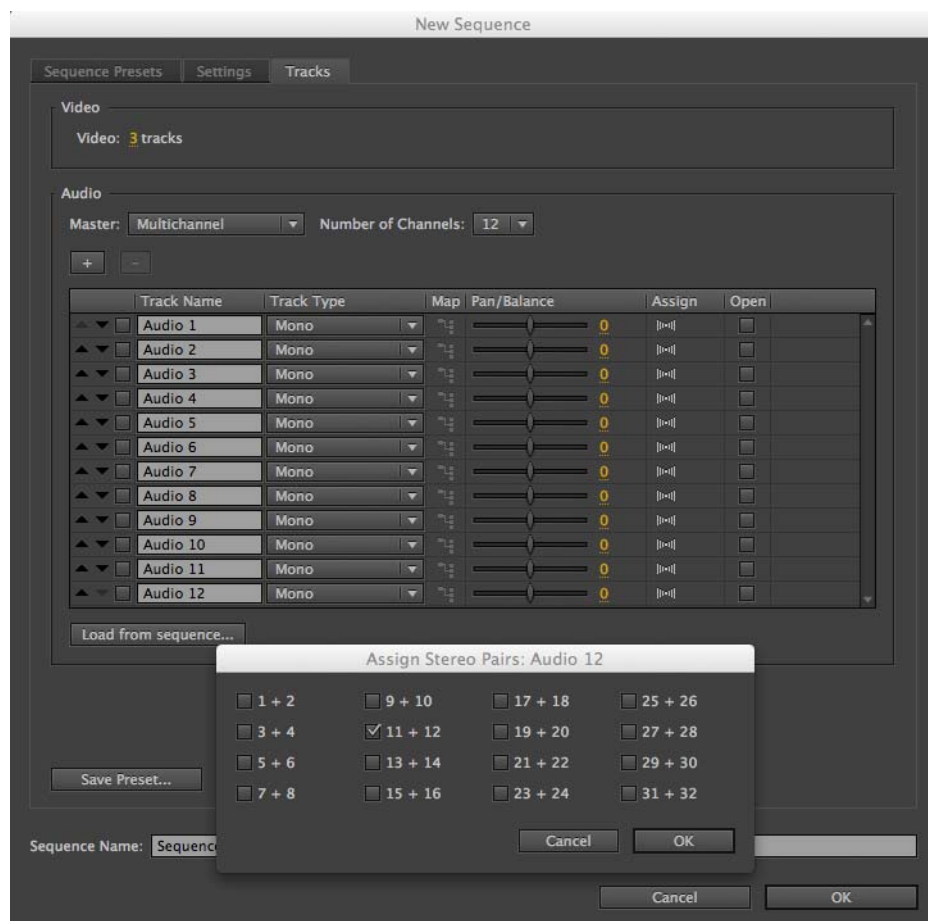 New Sequence
Sequence Presets Settings Tracks
Video
Video: 3 tracks
Audio
Master: Multichannel Number of Channels: 12
+ -
Track Name Track Type Map Pan/Balance Assign Open
Audio 1 Mono 0
Audio 2 Mono 0
Audio 3 Mono 0
Audio 4 Mono 0
Audio 5 Mono 0
Audio 6 Mono 0
Audio 7 Mono 0
Audio 8 Mono 0
Audio 9 Mono 0
Audio 10 Mono 0
Audio 11 Mono 0
Audio 12 Mono 0
Load from sequence...
Assign Stereo Pairs: Audio 12
1 + 2 9 + 10 17 + 18 25 + 26
3 + 4 11 + 12 19 + 20 27 + 28
5 + 6 13 + 14 21 + 22 29 + 30
7 + 8 15 + 16 23 + 24 31 + 32
Save Preset...
Cancel OK
Sequence Name: Sequenc
Cancel OK